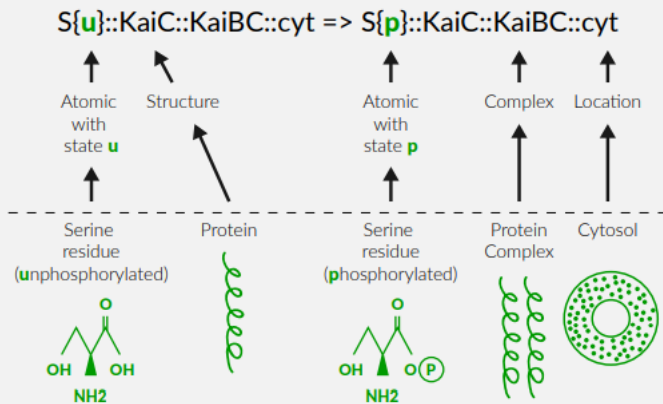 S{u}::KaiC::KaiBC::cyt => S{p}::KaiC::KaiBC::cyt
Atomic with state u
Structure
Atomic with state p
Complex
Location
Serine residue (unphosphorylated)
Protein
Serine residue (phosphorylated)
Protein Complex
Cytosol
O
OH
OH
NH2
O
OH
O
P
NH2